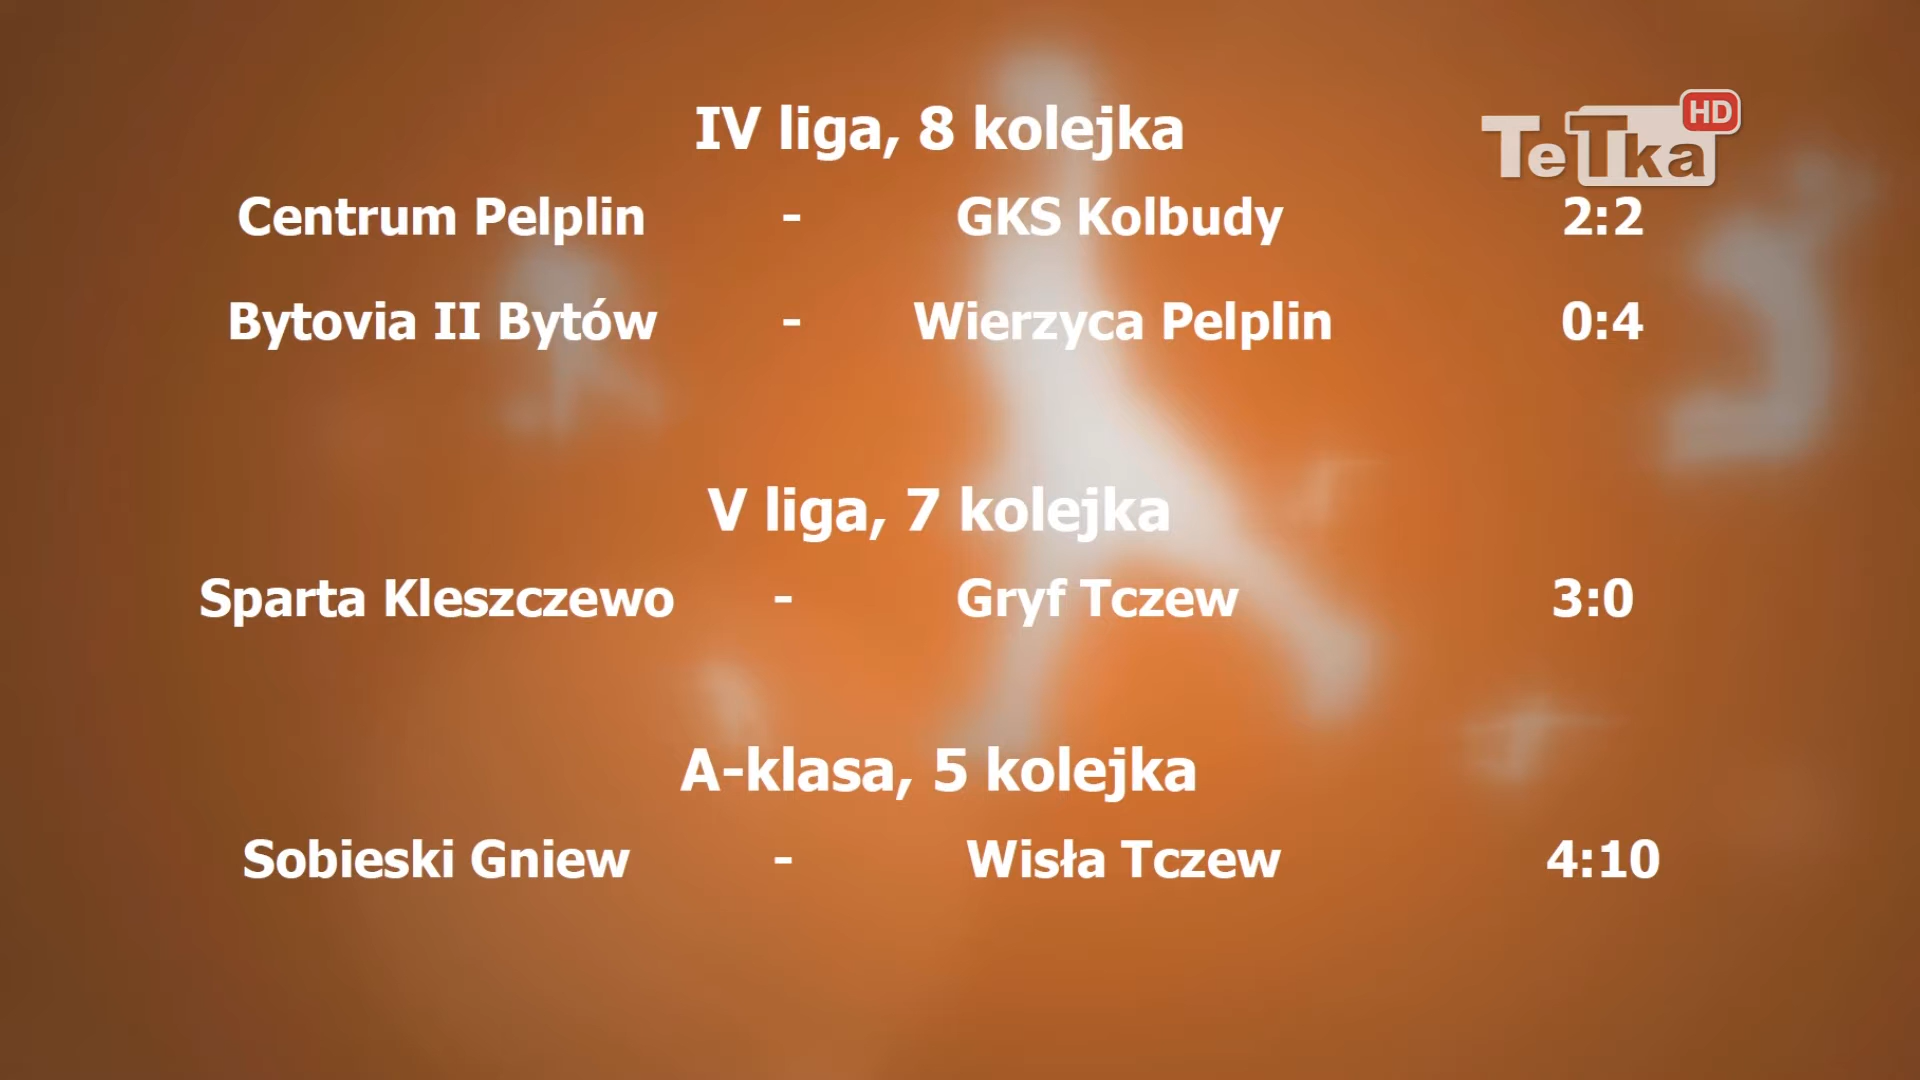 IV liga, 8 kolejka
TeTka HD
Centrum Pelplin - GKS Kolbudy 2:2
Bytovia II Bytów - Wierzyca Pelplin 0:4
V liga, 7 kolejka
Sparta Kleszczewo - Gryf Tczew 3:0
A-klasa, 5 kolejka
Sobieski Gniew - Wisła Tczew 4:10